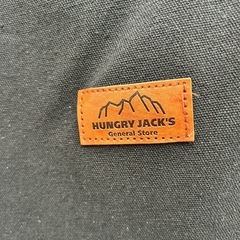 HUNGRY JACK'S
General Store